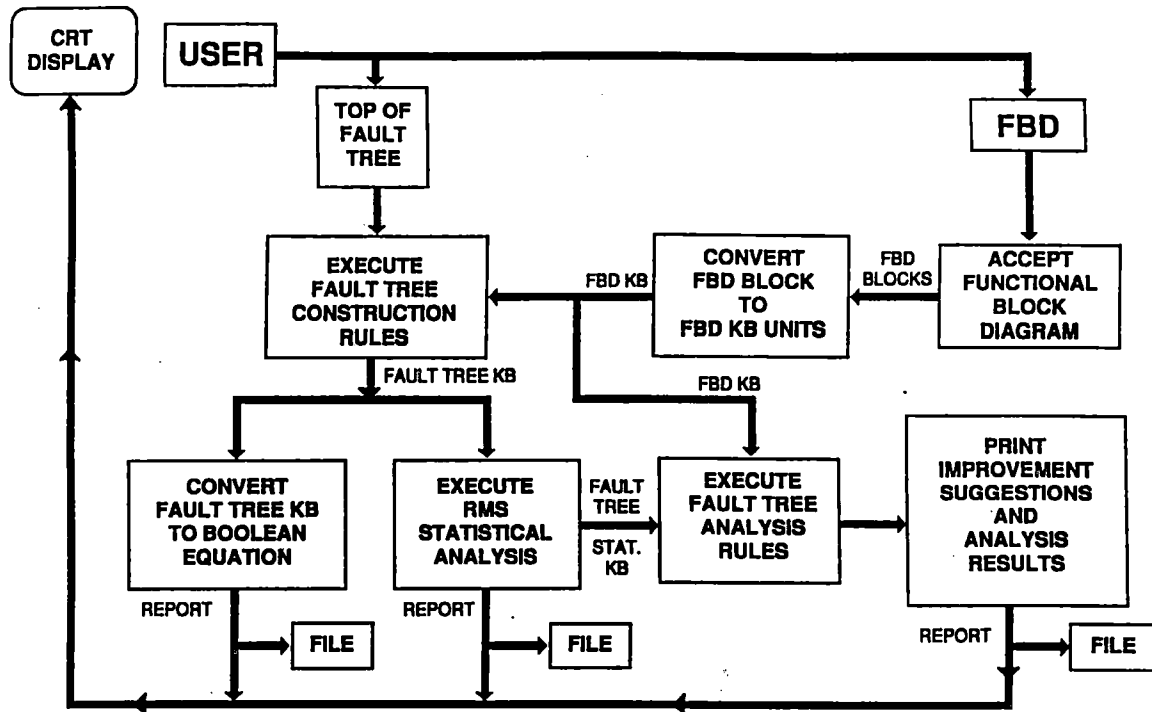 CRT
DISPLAY
USER
TOP OF
FAULT
TREE
FBD
EXECUTE
FAULT TREE
CONSTRUCTION
RULES
FBD KB
CONVERT
FBD BLOCK
TO
FBD KB UNITS
FBD
BLOCKS
ACCEPT
FUNCTIONAL
BLOCK
DIAGRAM
FAULT TREE KB
FBD KB
CONVERT
FAULT TREE KB
TO BOOLEAN
EQUATION
EXECUTE
RMS
STATISTICAL
ANALYSIS
FAULT
TREE
STAT.
KB
EXECUTE
FAULT TREE
ANALYSIS
RULES
PRINT
IMPROVEMENT
SUGGESTIONS
AND
ANALYSIS
RESULTS
REPORT
FILE
REPORT
FILE
REPORT
FILE